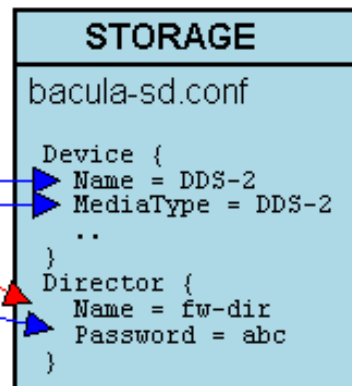 STORAGE
bacula-sd.conf
Device {
Name = DDS-2
MediaType = DDS-2
..
}
Director {
Name = fw-dir
Password = abc
}